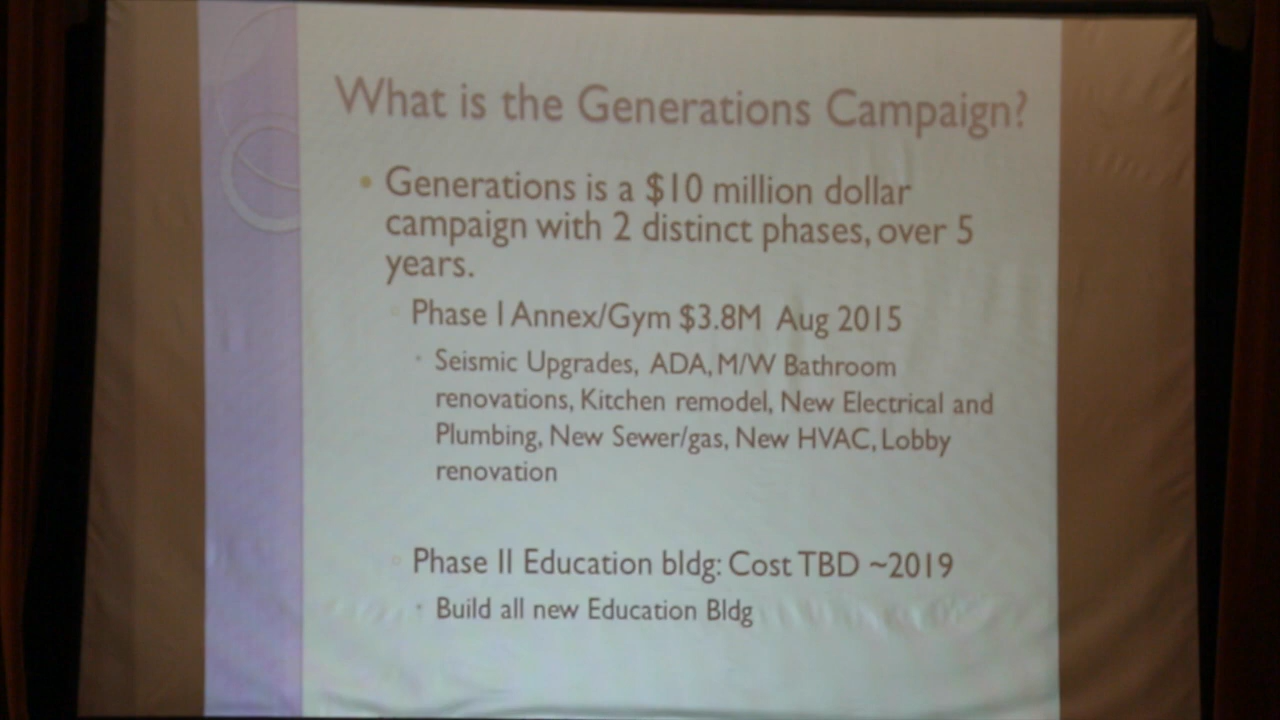 What is the Generations Campaign?
• Generations is a $10 million dollar
campaign with 2 distinct phases, over 5
years.
Phase I Annex/Gym $3.8M Aug 2015
• Seismic Upgrades, ADA, M/W Bathroom
renovations, Kitchen remodel, New Electrical and
Plumbing, New Sewer/gas, New HVAC, Lobby
renovation
Phase II Education bldg: Cost TBD ~2019
• Build all new Education Bldg